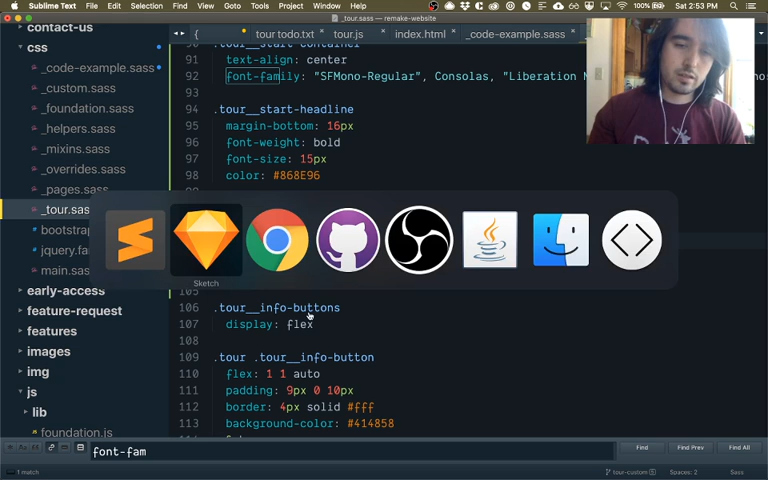 Sublime Text File Edit Selection Find View Goto Tools Project Window Help 100% Sat 2:53 PM
_tour.sass — remake-website
contact-us
css
_code-example.sass
_custom.sass
_foundation.sass
_helpers.sass
_mixins.sass
_overrides.sass
_pages.sass
_tour.sas
bootstra
jquery.fa
main.sas
early-access
feature-request
features
images
img
js
lib
foundation.js
tour todo.txt tour.js index.html _code-example.sass
90 .tour__start-container
91 text-align: center
92 font-family: "SFMono-Regular", Consolas, "Liberation M
94 .tour__start-headline
95 margin-bottom: 16px
96 font-weight: bold
97 font-size: 15px
98 color: #868E96
Sketch
105
106 .tour__info-buttons
107 display: flex
108
109 .tour .tour__info-button
110 flex: 1 1 auto
111 padding: 9px 0 10px
112 border: 4px solid #fff
113 background-color: #414858
font-fam
Find Find Prev Find All
1 match
tour-custom Spaces: 2 Sass